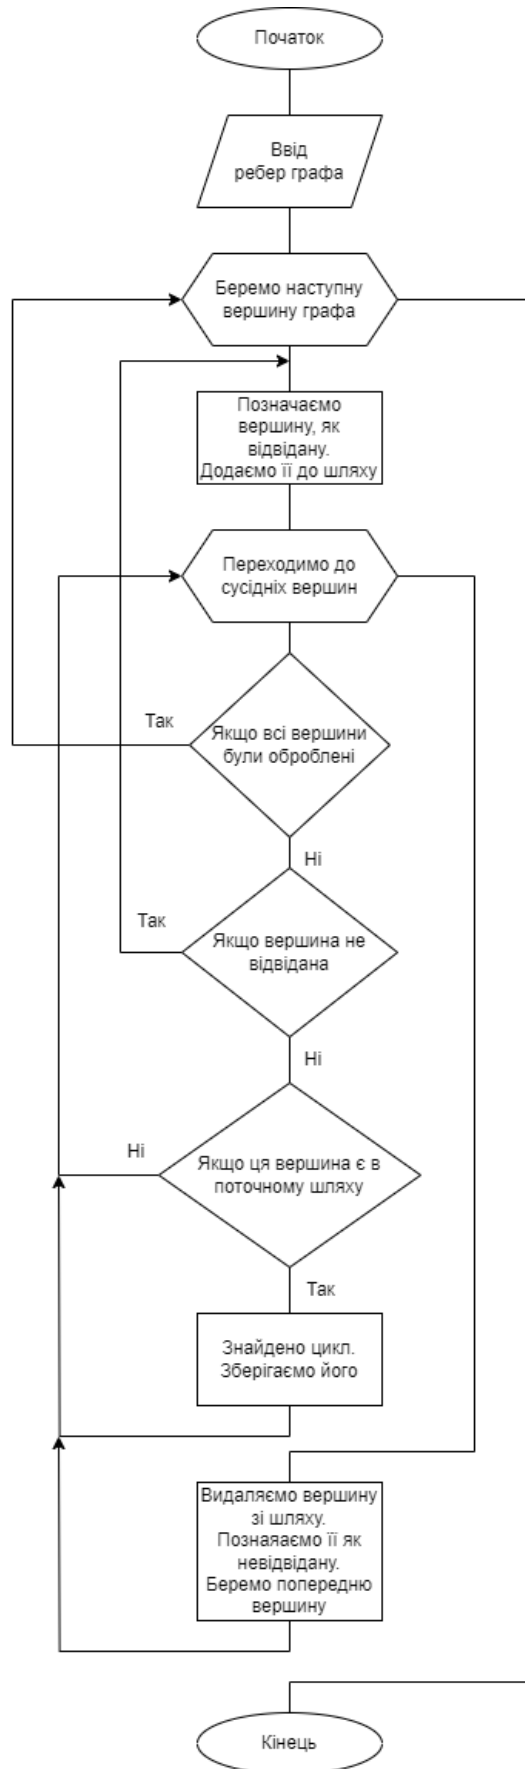 Початок
Ввід
ребер графа
Беремо наступну
вершину графа
Позначаємо
вершину, як
відвідану.
Додаємо її до шляху
Переходимо до
сусідніх вершин
Так
Якщо всі вершини
були оброблені
Ні
Так
Якщо вершина не
відвідана
Ні
Ні
Якщо ця вершина є в
поточному шляху
Так
Знайдено цикл.
Зберігаємо його
Видаляємо вершину
зі шляху.
Познаяаємо її як
невідвідану.
Беремо попередню
вершину
Кінець